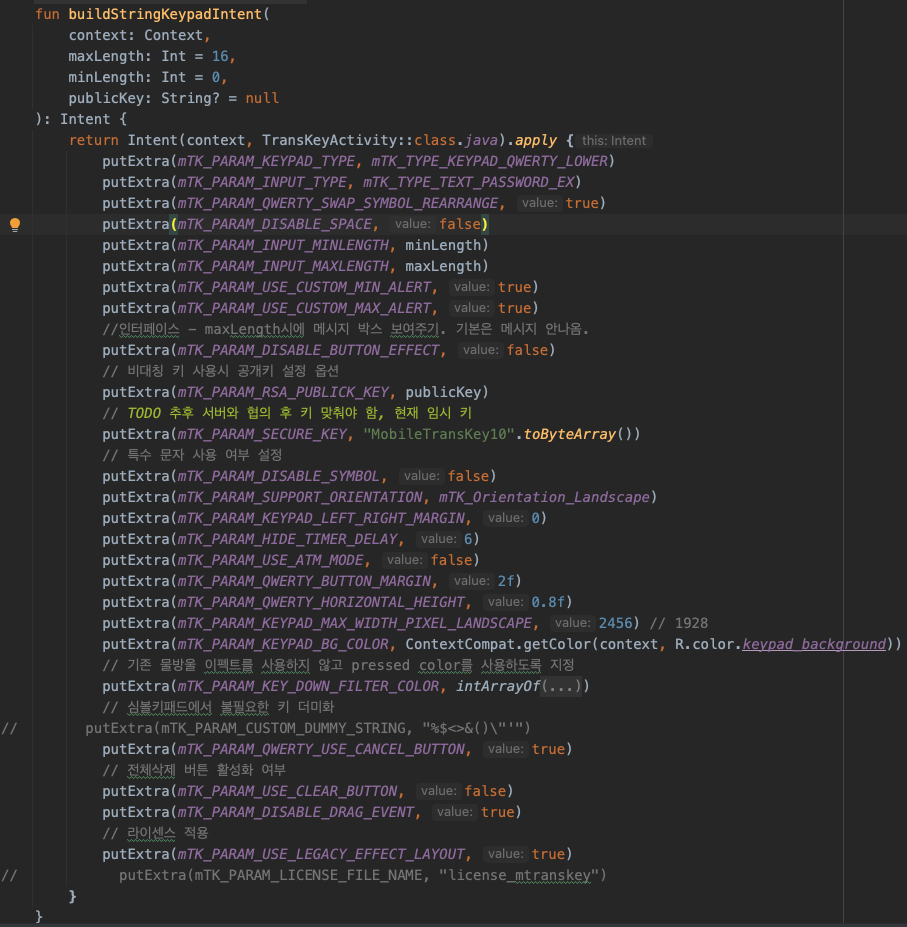 fun buildStringKeypadIntent(
context: Context,
maxLength: Int = 16,
minLength: Int = 0,
publicKey: String? = null
): Intent {
return Intent(context, TransKeyActivity::class.java).apply { this: Intent
putExtra(mTK_PARAM_KEYPAD_TYPE, mTK_TYPE_KEYPAD_QWERTY_LOWER)
putExtra(mTK_PARAM_INPUT_TYPE, mTK_TYPE_TEXT_PASSWORD_EX)
putExtra(mTK_PARAM_QWERTY_SWAP_SYMBOL_REARRANGE, value: true)
putExtra(mTK_PARAM_DISABLE_SPACE, value: false)
putExtra(mTK_PARAM_INPUT_MINLENGTH, minLength)
putExtra(mTK_PARAM_INPUT_MAXLENGTH, maxLength)
putExtra(mTK_PARAM_USE_CUSTOM_MIN_ALERT, value: true)
putExtra(mTK_PARAM_USE_CUSTOM_MAX_ALERT, value: true)
//인터페이스 - maxLength시에 메시지 박스 보여주기. 기본은 메시지 안나옴.
putExtra(mTK_PARAM_DISABLE_BUTTON_EFFECT, value: false)
// 비대칭 키 사용시 공개키 설정 옵션
putExtra(mTK_PARAM_RSA_PUBLICK_KEY, publicKey)
// TODO 추후 서버와 협의 후 키 맞춰야 함, 현재 임시 키
putExtra(mTK_PARAM_SECURE_KEY, "MobileTransKey10".toByteArray())
// 특수 문자 사용 여부 설정
putExtra(mTK_PARAM_DISABLE_SYMBOL, value: false)
putExtra(mTK_PARAM_SUPPORT_ORIENTATION, mTK_Orientation_Landscape)
putExtra(mTK_PARAM_KEYPAD_LEFT_RIGHT_MARGIN, value: 0)
putExtra(mTK_PARAM_HIDE_TIMER_DELAY, value: 6)
putExtra(mTK_PARAM_USE_ATM_MODE, value: false)
putExtra(mTK_PARAM_QWERTY_BUTTON_MARGIN, value: 2f)
putExtra(mTK_PARAM_QWERTY_HORIZONTAL_HEIGHT, value: 0.8f)
putExtra(mTK_PARAM_KEYPAD_MAX_WIDTH_PIXEL_LANDSCAPE, value: 2456) // 1928
putExtra(mTK_PARAM_KEYPAD_BG_COLOR, ContextCompat.getColor(context, R.color.keypad_background))
// 기존 물방울 이펙트를 사용하지 않고 pressed color를 사용하도록 지정
putExtra(mTK_PARAM_KEY_DOWN_FILTER_COLOR, intArrayOf(...))
// 심볼키패드에서 불필요한 키 더미화
// putExtra(mTK_PARAM_CUSTOM_DUMMY_STRING, "%$<>&()\"'")
putExtra(mTK_PARAM_QWERTY_USE_CANCEL_BUTTON, value: true)
// 전체삭제 버튼 활성화 여부
putExtra(mTK_PARAM_USE_CLEAR_BUTTON, value: false)
putExtra(mTK_PARAM_DISABLE_DRAG_EVENT, value: true)
// 라이센스 적용
putExtra(mTK_PARAM_USE_LEGACY_EFFECT_LAYOUT, value: true)
// putExtra(mTK_PARAM_LICENSE_FILE_NAME, "license_mtranskey")
}
}